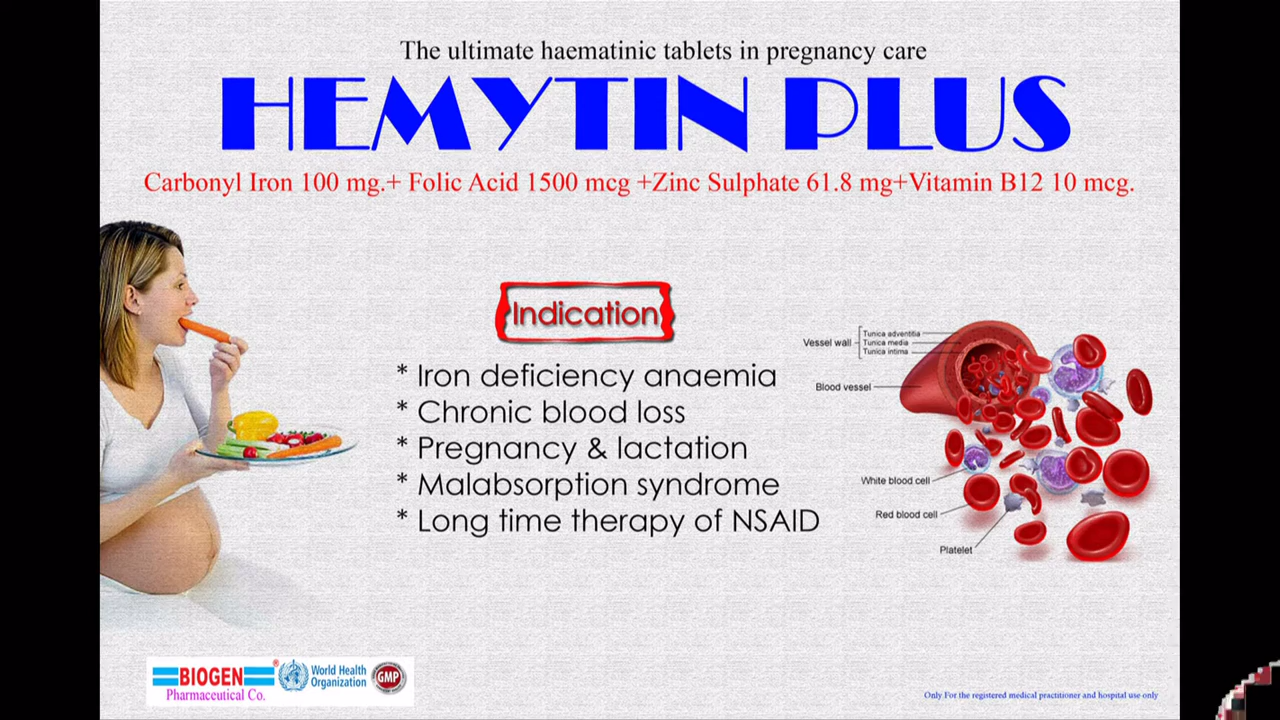 The ultimate haematinic tablets in pregnancy care
HEMYTIN PLUS
Carbonyl Iron 100 mg.+ Folic Acid 1500 mcg +Zinc Sulphate 61.8 mg+Vitamin B12 10 mcg.
Indication
* Iron deficiency anaemia
* Chronic blood loss
* Pregnancy & lactation
* Malabsorption syndrome
* Long time therapy of NSAID
Vessel wall
Tunica adventitia
Tunica media
Tunica intima
Blood vessel
White blood cell
Red blood cell
Platelet
BIOGEN®
Pharmaceutical Co.
World Health
Organization
GMP
Only For the registered medical practitioner and hospital use only